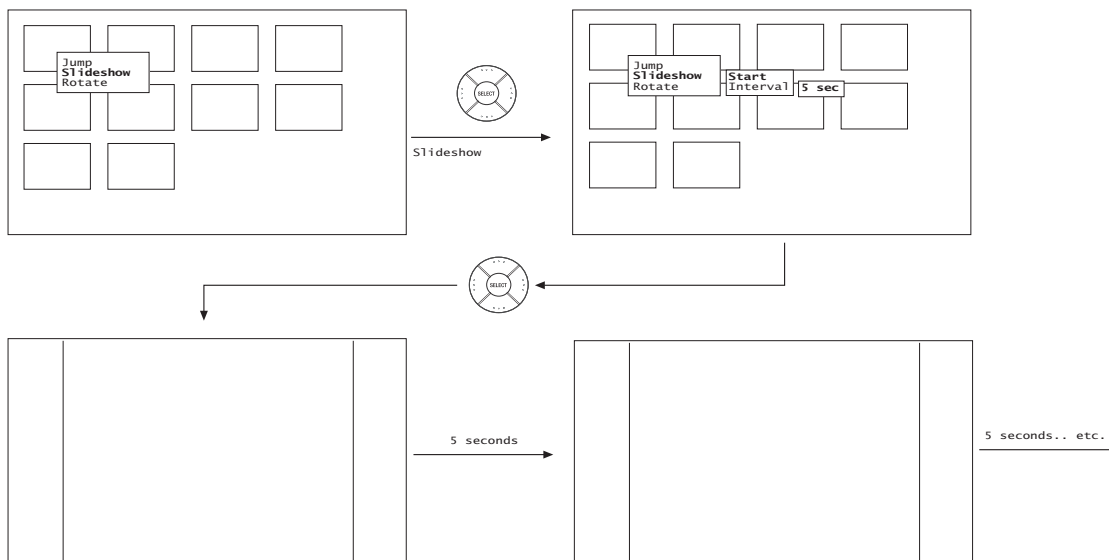 Jump
Slideshow
Rotate
SELECT
Slideshow
Jump
Slideshow
Rotate
Start
Interval
5 sec
SELECT
5 seconds
5 seconds.. etc.